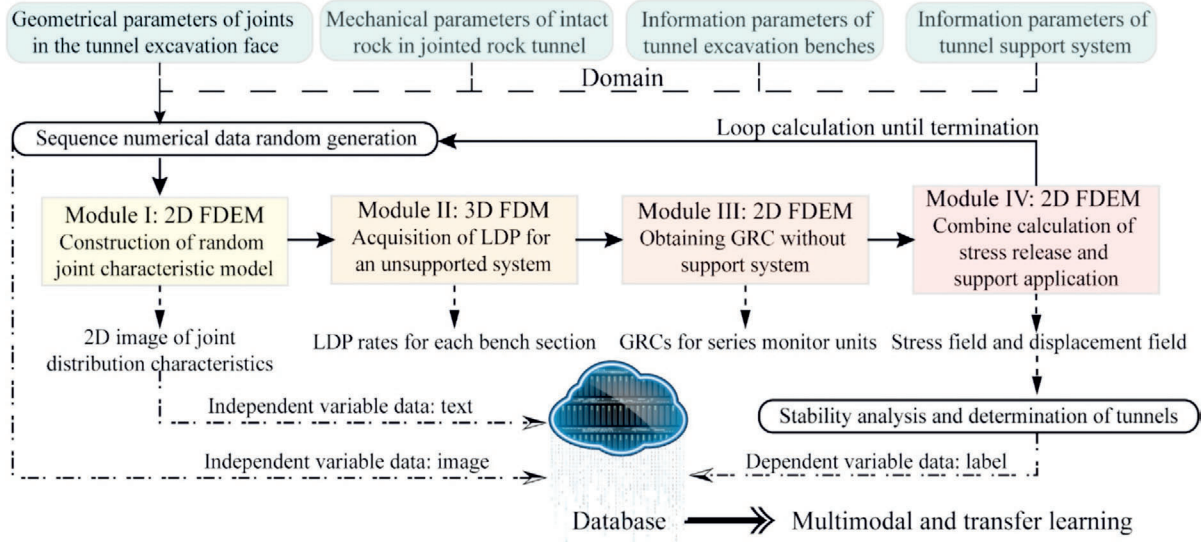 Geometrical parameters of joints
in the tunnel excavation face
Mechanical parameters of intact
rock in jointed rock tunnel
Information parameters of
tunnel excavation benches
Information parameters of
tunnel support system
Domain
Sequence numerical data random generation
Loop calculation until termination
Module I: 2D FDEM
Construction of random
joint characteristic model
Module II: 3D FDM
Acquisition of LDP for
an unsupported system
Module III: 2D FDEM
Obtaining GRC without
support system
Module IV: 2D FDEM
Combine calculation of
stress release and
support application
2D image of joint
distribution characteristics
LDP rates for each bench section
GRCs for series monitor units
Stress field and displacement field
Independent variable data: text
Stability analysis and determination of tunnels
Independent variable data: image
Dependent variable data: label
Database
Multimodal and transfer learning